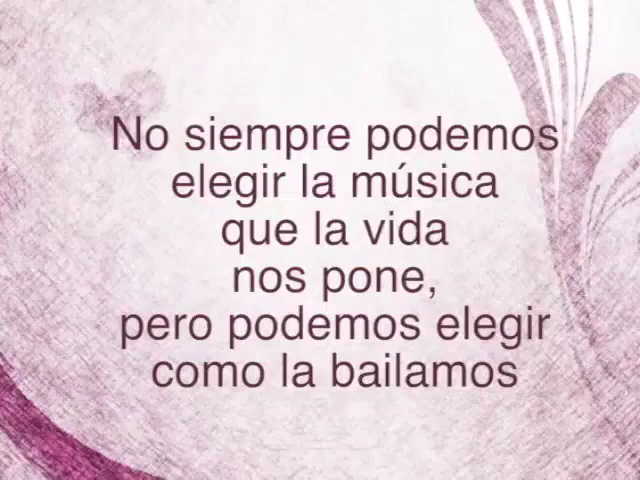 No siempre podemos
elegir la música
que la vida
nos pone,
pero podemos elegir
como la bailamos